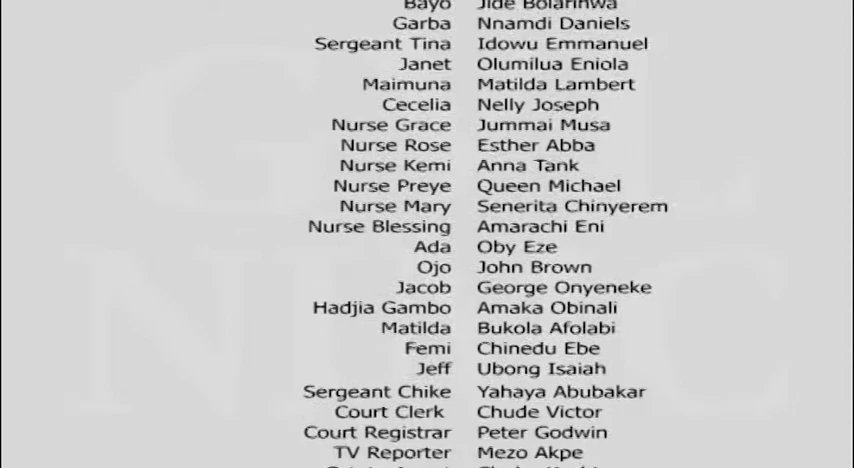 Bayo Jide Bolarinwa
Garba Nnamdi Daniels
Sergeant Tina Idowu Emmanuel
Janet Olumilua Eniola
Maimuna Matilda Lambert
Cecelia Nelly Joseph
Nurse Grace Jummai Musa
Nurse Rose Esther Abba
Nurse Kemi Anna Tank
Nurse Preye Queen Michael
Nurse Mary Senerita Chinyerem
Nurse Blessing Amarachi Eni
Ada Oby Eze
Ojo John Brown
Jacob George Onyeneke
Hadjia Gambo Amaka Obinali
Matilda Bukola Afolabi
Femi Chinedu Ebe
Jeff Ubong Isaiah
Sergeant Chike Yahaya Abubakar
Court Clerk Chude Victor
Court Registrar Peter Godwin
TV Reporter Mezo Akpe